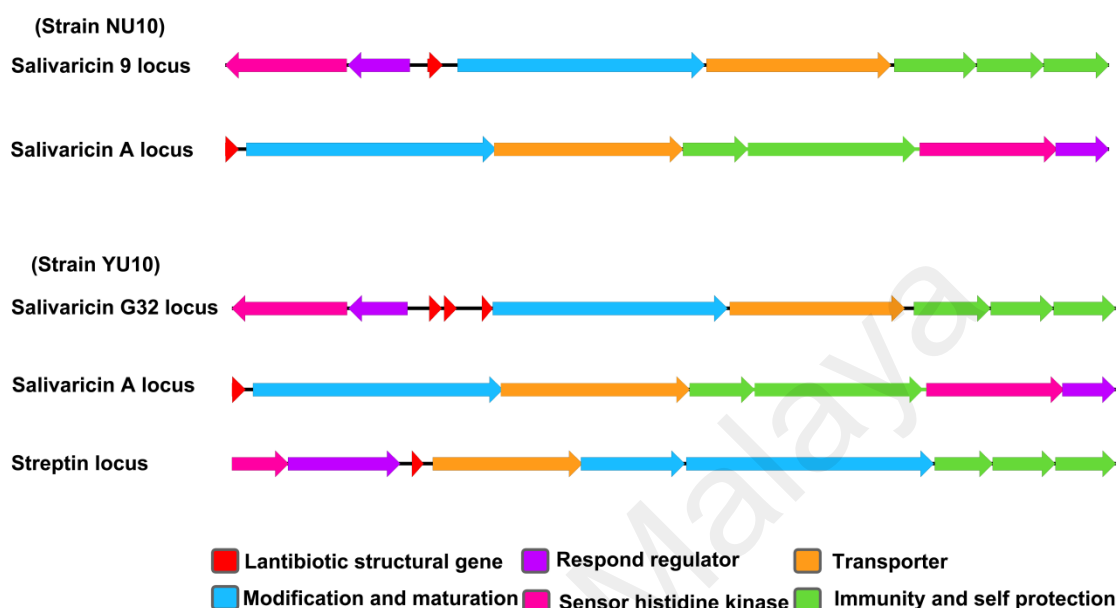 (Strain NU10)
Salivaricin 9 locus
Salivaricin A locus
(Strain YU10)
Salivaricin G32 locus
Salivaricin A locus
Streptin locus
Malaya
Lantibiotic structural gene Respond regulator Transporter
Modification and maturation Sensor histidine kinase Immunity and self protection